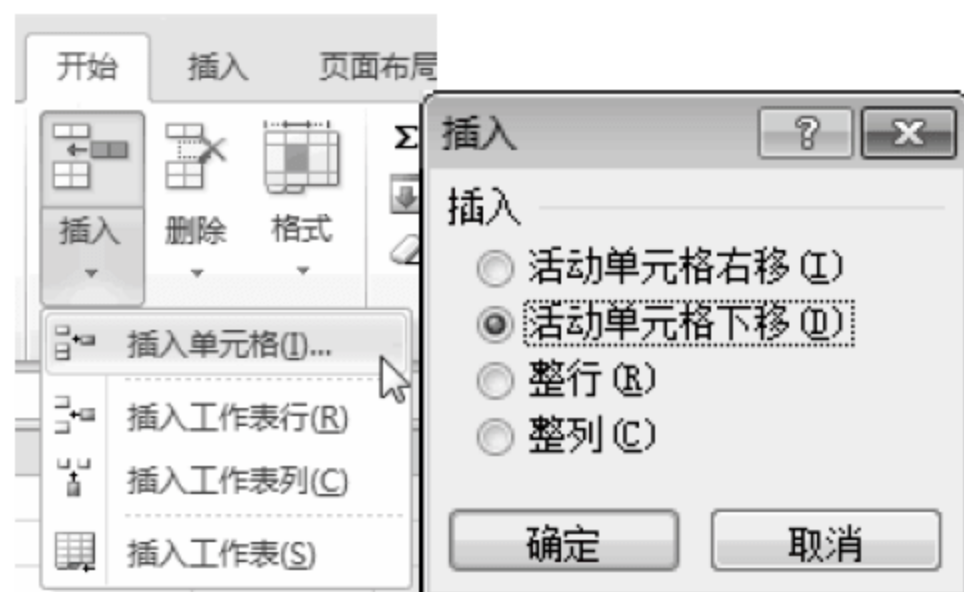 开始 插入 页面布局
插入 删除 格式 Σ
插入单元格(I)...
插入工作表行(R)
插入工作表列(C)
插入工作表(S)
插入 ?
插入
活动单元格右移(I)
活动单元格下移(D)
整行(R)
整列(C)
确定 取消